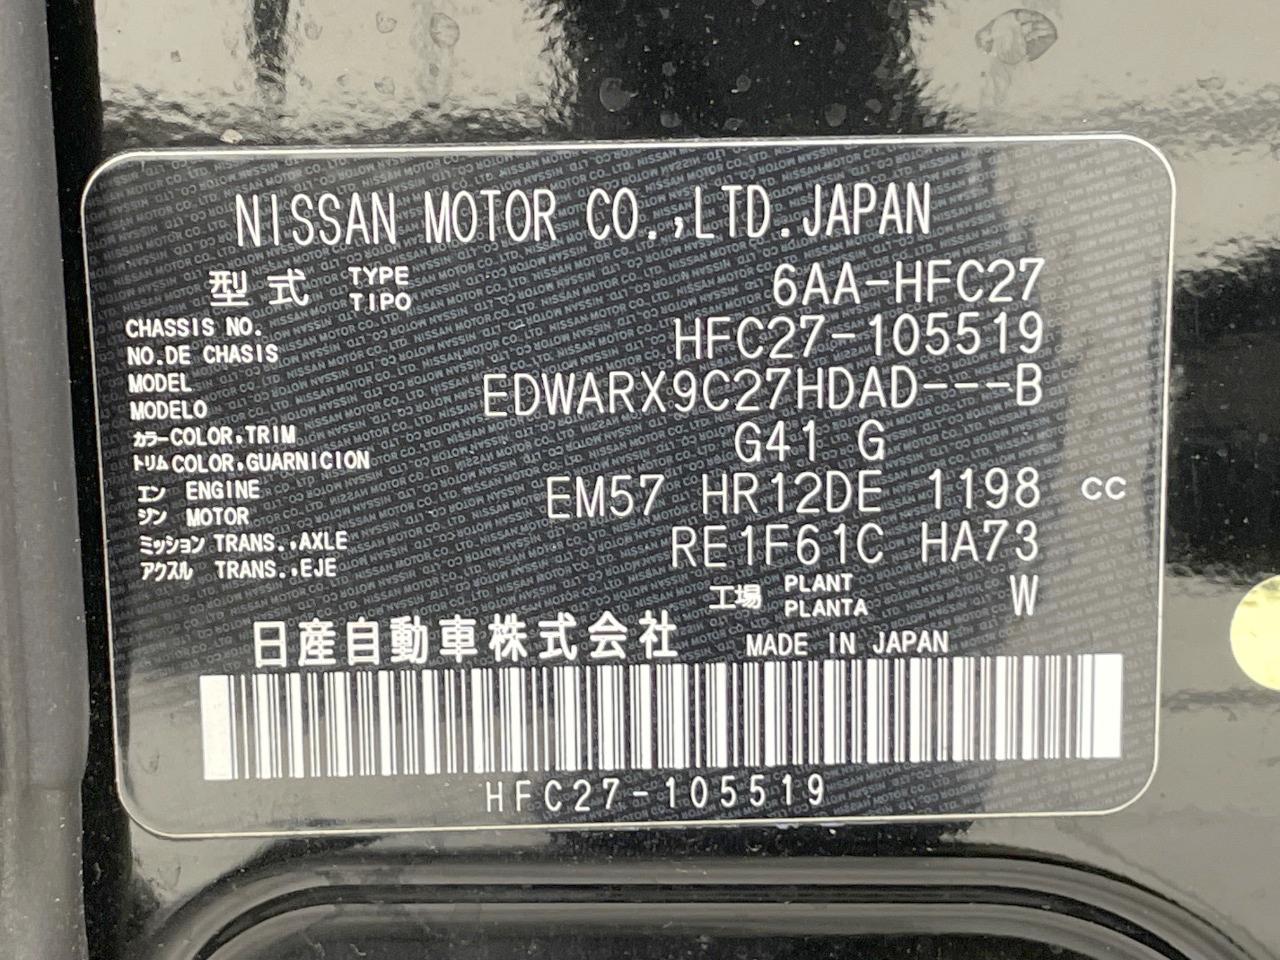 NISSAN MOTOR CO.,LTD.JAPAN
型式 TYPE TIPO 6AA-HFC27
CHASSIS NO. NO.DE CHASIS HFC27-105519
MODEL MODELO EDWARX9C27HDAD---B
カラー COLOR.TRIM トリム COLOR.GUARNICION G41 G
エンジン ENGINE MOTOR EM57 HR12DE 1198 CC
ミッション TRANS..AXLE アクスル TRANS..EJE RE1F61C HA73
工場 PLANT PLANTA W
日産自動車株式会社 MADE IN JAPAN
HFC27-105519